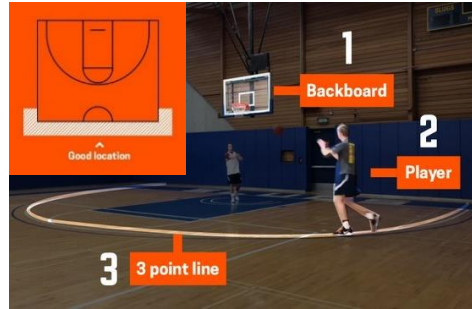 1
Backboard
2
Player
Good location
3
3 point line